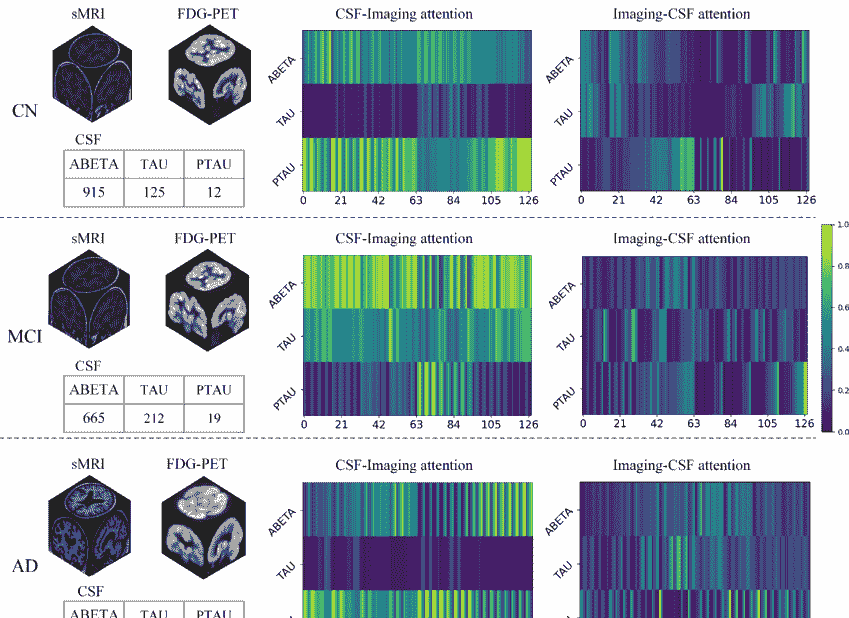 sMRI FDG-PET CSF-Imaging attention Imaging-CSF attention
CN
ABETA
TAU
PTAU
ABETA
TAU
PTAU
CSF
ABETA TAU PTAU
915 125 12
0 21 42 63 84 105 126
0 21 42 63 84 105 126
sMRI FDG-PET CSF-Imaging attention Imaging-CSF attention
MCI
ABETA
TAU
PTAU
ABETA
TAU
PTAU
CSF
ABETA TAU PTAU
665 212 19
0 21 42 63 84 105 126
0 21 42 63 84 105 126
1.0
0.8
0.6
0.4
0.2
0.0
sMRI FDG-PET CSF-Imaging attention Imaging-CSF attention
AD
ABETA
TAU
ABETA
TAU
CSF
ABETA TAU PTAU